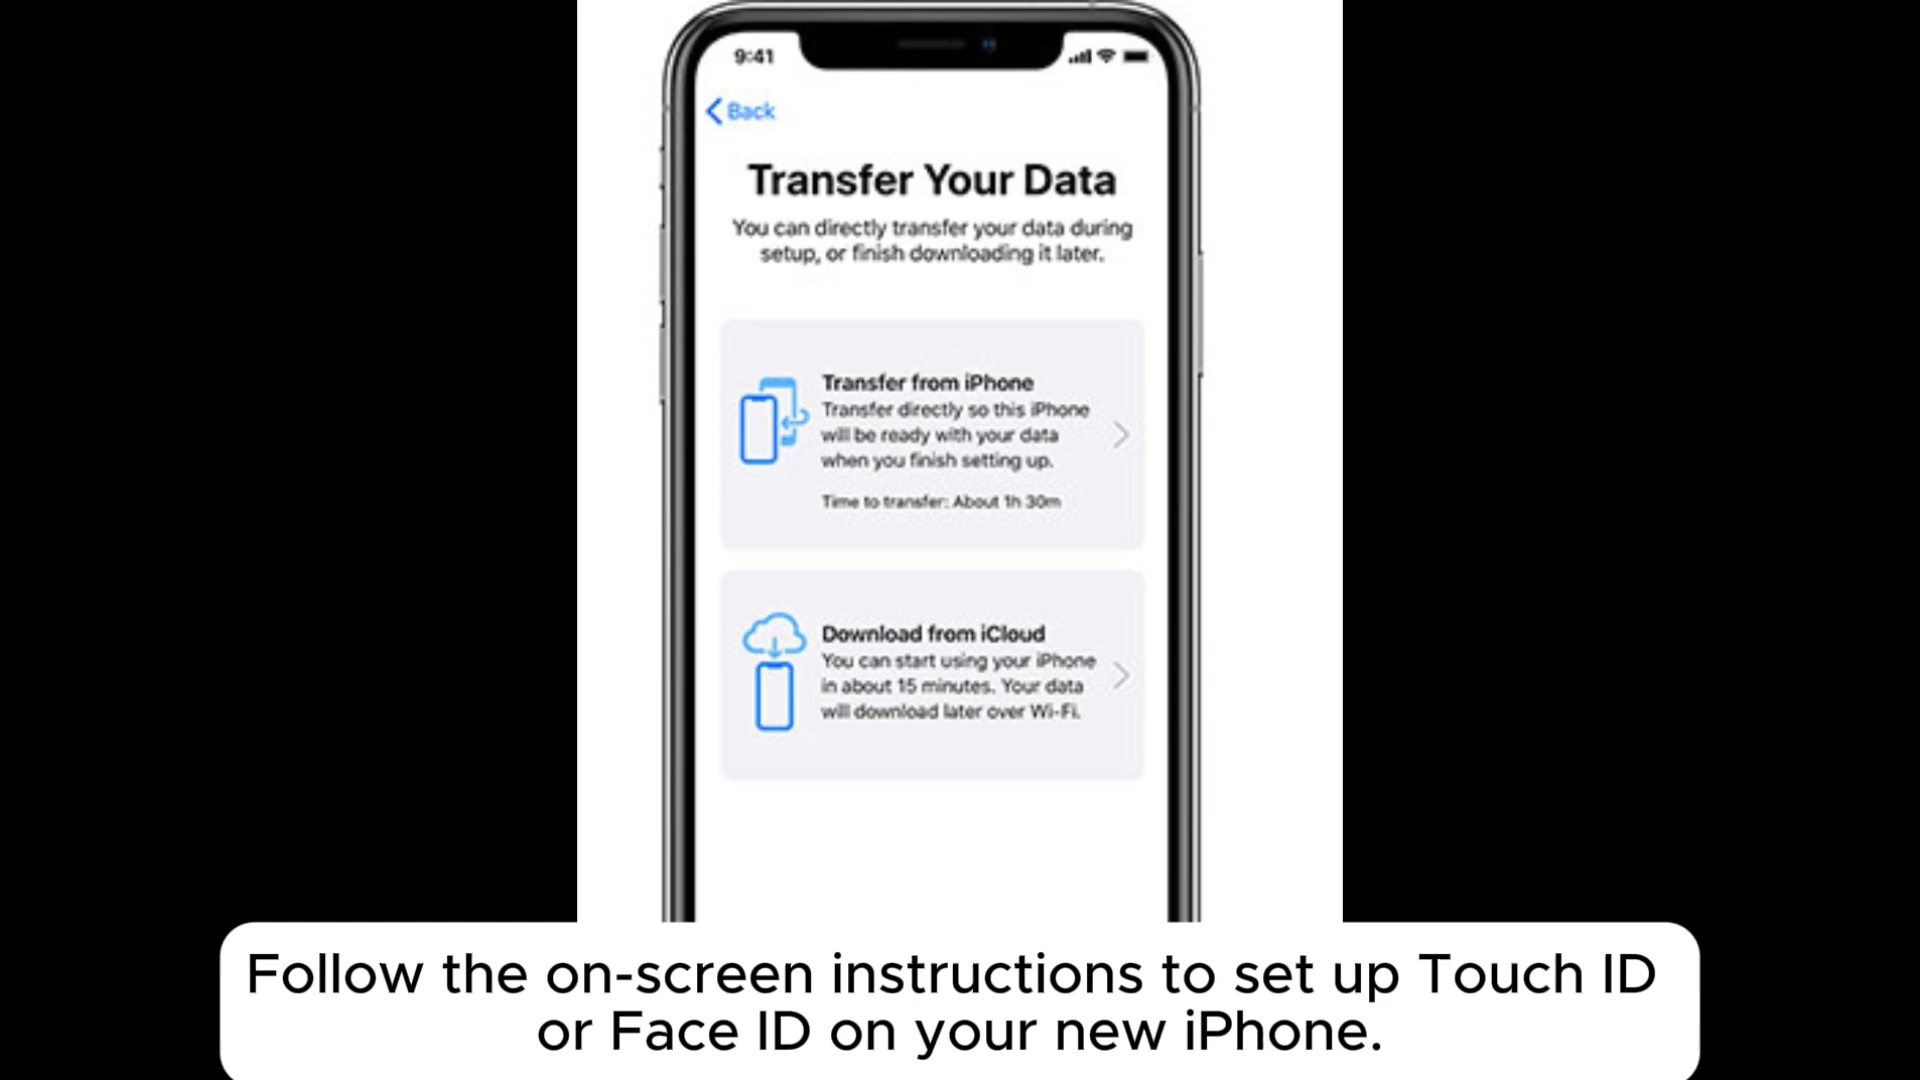 9:41
Back
Transfer Your Data
You can directly transfer your data during
setup, or finish downloading it later.
Transfer from iPhone
Transfer directly so this iPhone
will be ready with your data
when you finish setting up.
Time to transfer: About 1h 30m
Download from iCloud
You can start using your iPhone
in about 15 minutes. Your data
will download later over Wi-Fi.
Follow the on-screen instructions to set up Touch ID
or Face ID on your new iPhone.